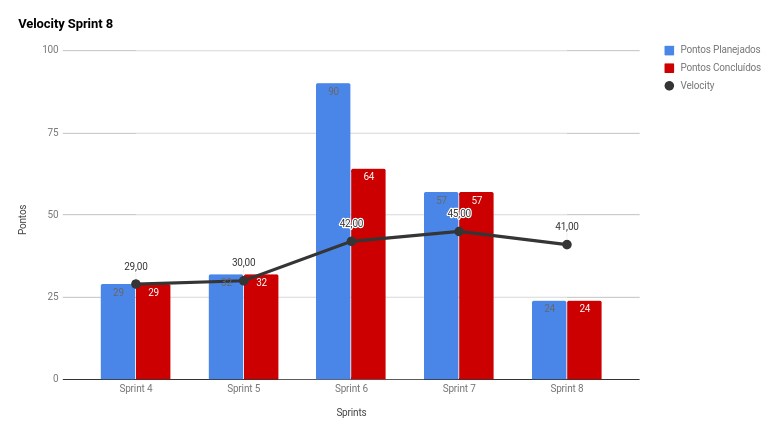 Velocity Sprint 8
Pontos Planejados
Pontos Concluídos
Velocity
Pontos
100
75
50
25
0
90
64
57
57
42,00
45,00
41,00
29,00
30,00
29
29
32
32
24
24
Sprint 4
Sprint 5
Sprint 6
Sprint 7
Sprint 8
Sprints